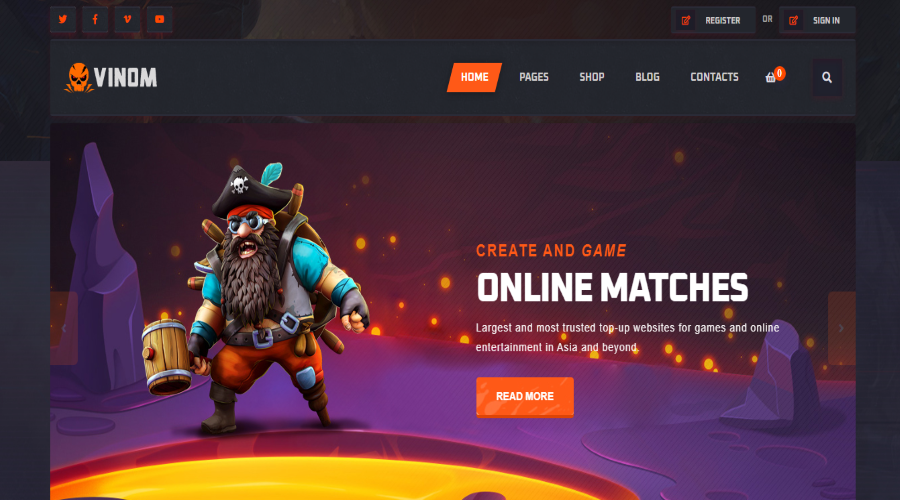 REGISTER OR SIGN IN
VINOM HOME PAGES SHOP BLOG CONTACTS 0
CREATE AND GAME
ONLINE MATCHES
Largest and most trusted top-up websites for games and online
entertainment in Asia and beyond
READ MORE